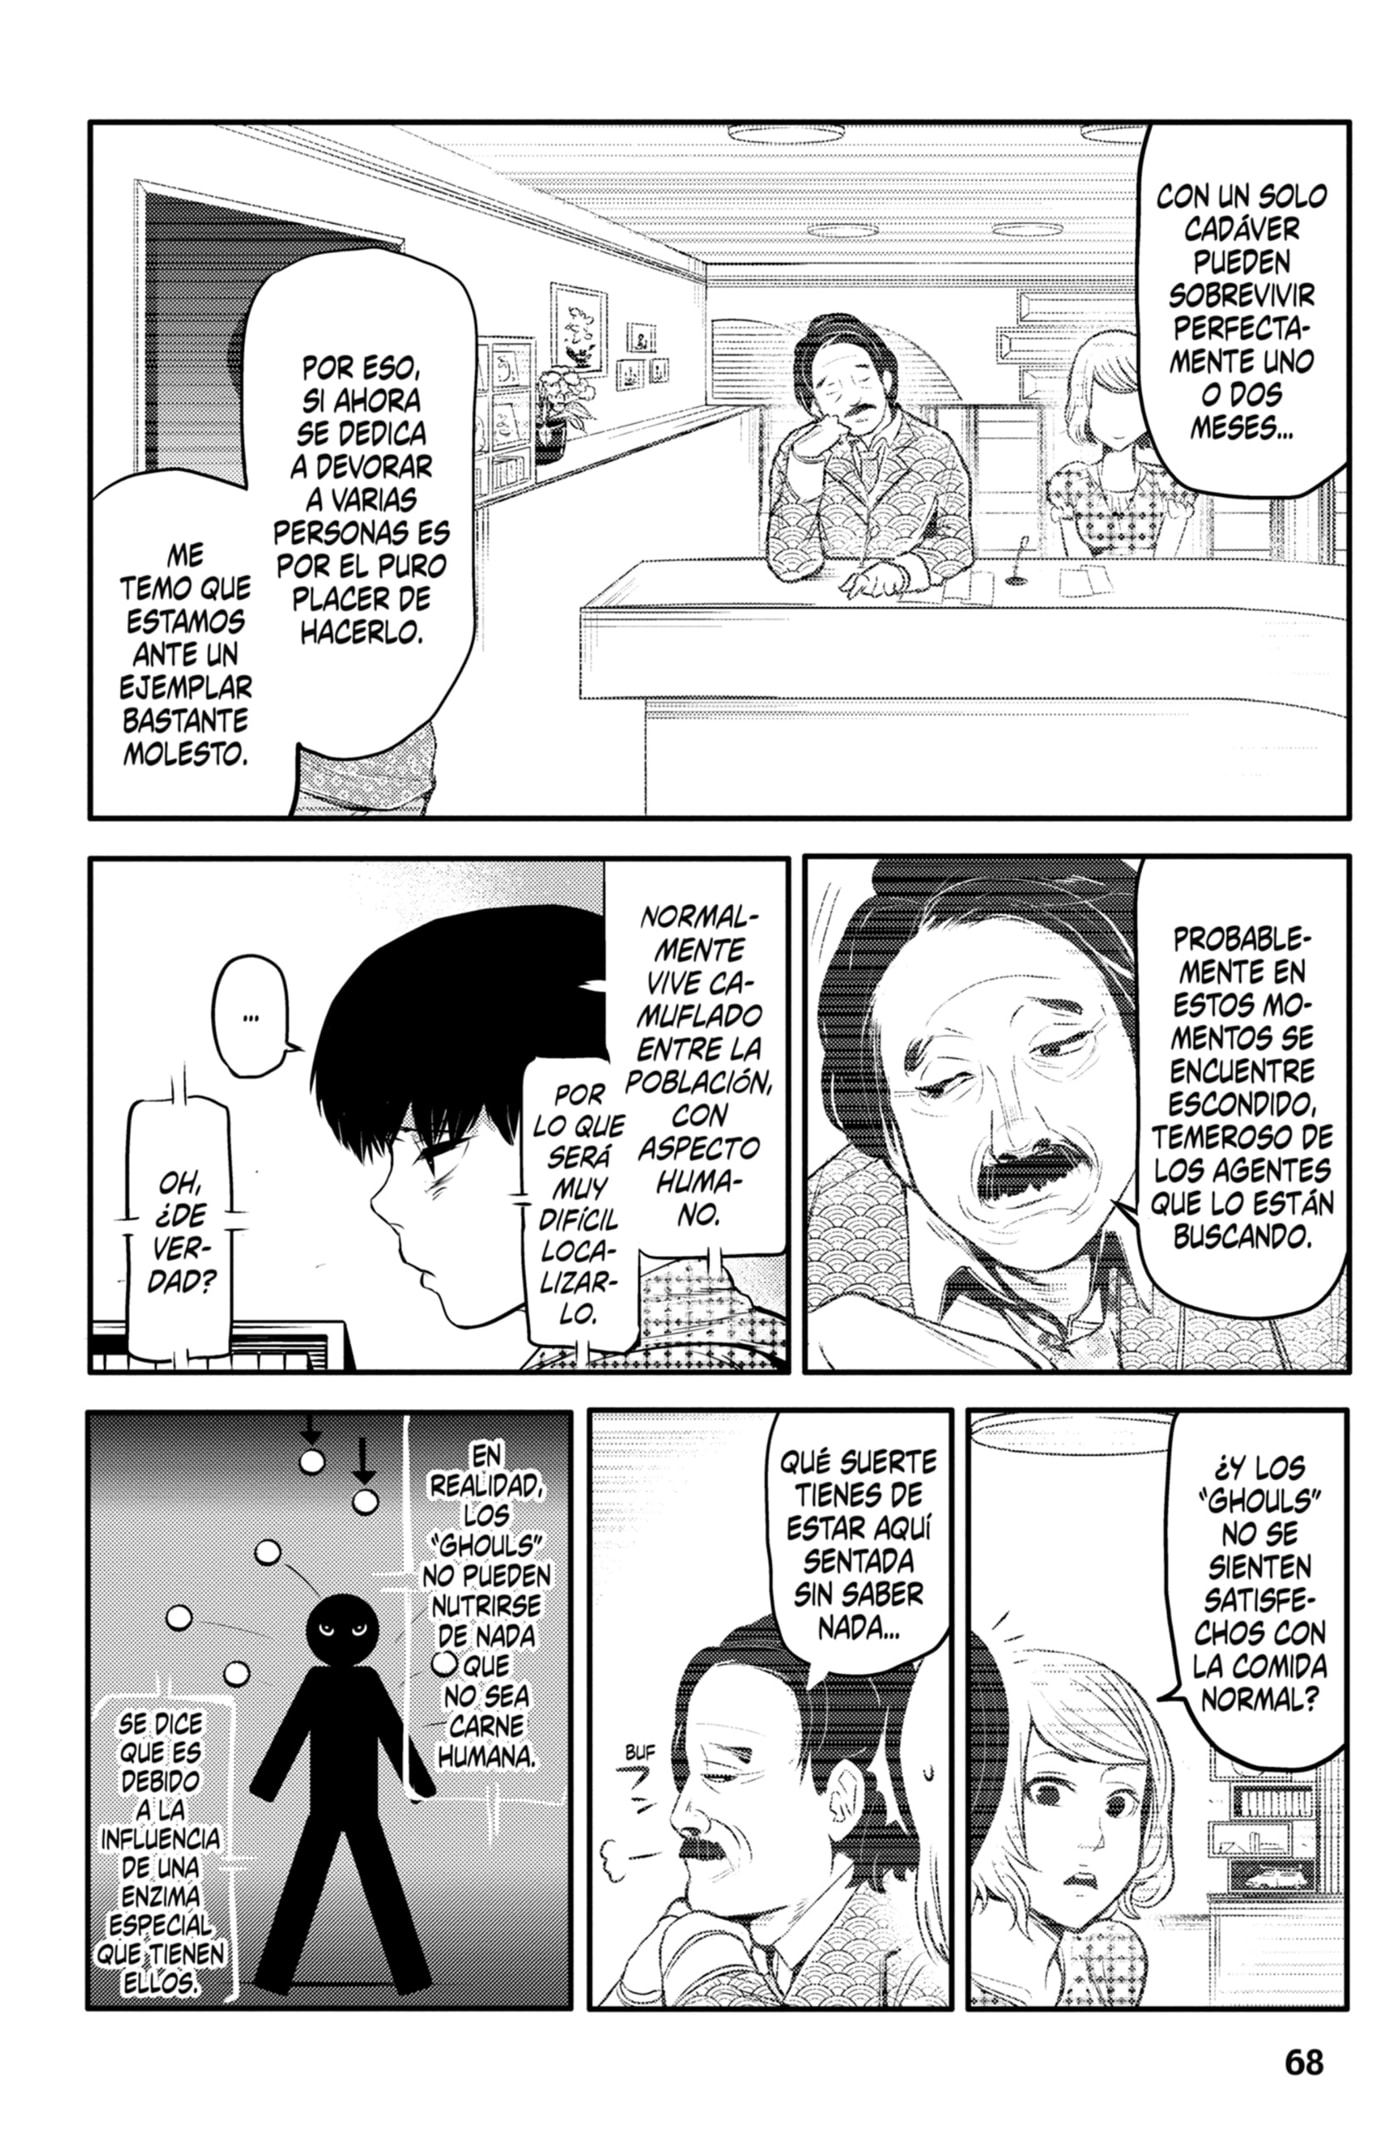 CON UN SOLO
CADÁVER
PUEDEN
SOBREVIVIR
PERFECTA-
MENTE UNO
O DOS
MESES...
POR ESO,
SI AHORA
SE DEDICA
A DEVORAR
A VARIAS
PERSONAS ES
POR EL PURO
PLACER DE
HACERLO.
ME
TEMO QUE
ESTAMOS
ANTE UN
EJEMPLAR
BASTANTE
MOLESTO.
PROBABLE-
MENTE EN
ESTOS MO-
MENTOS SE
ENCUENTRE
ESCONDIDO,
TEMEROSO DE
LOS AGENTES
QUE LO ESTÁN
BUSCANDO.
NORMAL-
MENTE
VIVE CA-
MUFLADO
ENTRE LA
POBLACIÓN,
CON
ASPECTO
HUMA-
NO.
POR
LO QUE
SERÁ
MUY
DIFÍCIL
LOCA-
LIZAR-
LO.
...
OH,
¿DE
VER-
DAD?
¿Y LOS
"GHOULS"
NO SE
SIENTEN
SATISFE-
CHOS CON
LA COMIDA
NORMAL?
QUÉ SUERTE
TIENES DE
ESTAR AQUÍ
SENTADA
SIN SABER
NADA...
BUF
EN
REALIDAD,
LOS
"GHOULS"
NO PUEDEN
NUTRIRSE
DE NADA
QUE
NO SEA
CARNE
HUMANA.
SE DICE
QUE ES
DEBIDO
A LA
INFLUENCIA
DE UNA
ENZIMA
ESPECIAL
QUE TIENEN
ELLOS.
68